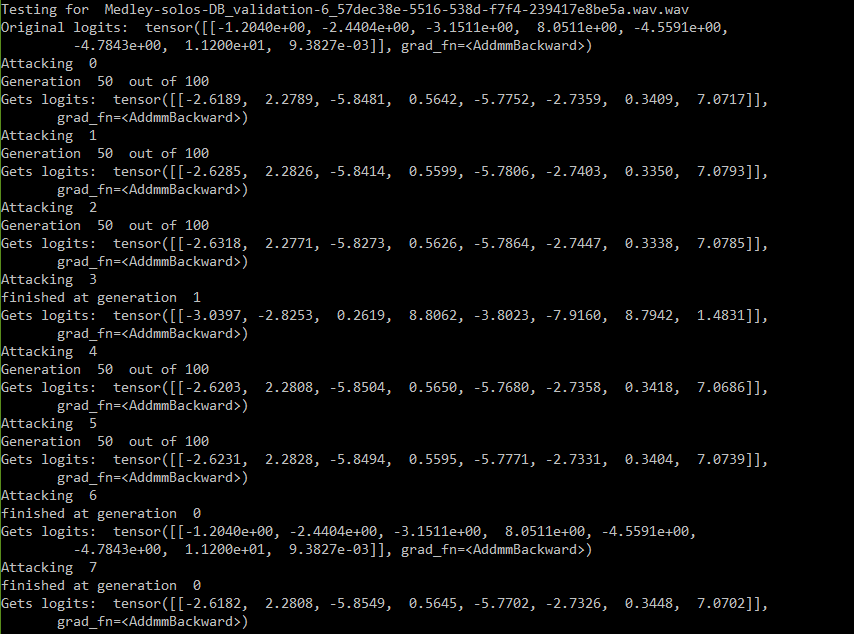 Testing for  Medley-solos-DB_validation-6_57dec38e-5516-538d-f7f4-239417e8be5a.wav.wav
Original logits:  tensor([[-1.2040e+00, -2.4404e+00, -3.1511e+00,  8.0511e+00, -4.5591e+00,
         -4.7843e+00,  1.1200e+01,  9.3827e-03]], grad_fn=<AddmmBackward>)
Attacking  0
Generation  50  out of 100
Gets logits:  tensor([[-2.6189,  2.2789, -5.8481,  0.5642, -5.7752, -2.7359,  0.3409,  7.0717]],
       grad_fn=<AddmmBackward>)
Attacking  1
Generation  50  out of 100
Gets logits:  tensor([[-2.6285,  2.2826, -5.8414,  0.5599, -5.7806, -2.7403,  0.3350,  7.0793]],
       grad_fn=<AddmmBackward>)
Attacking  2
Generation  50  out of 100
Gets logits:  tensor([[-2.6318,  2.2771, -5.8273,  0.5626, -5.7864, -2.7447,  0.3338,  7.0785]],
       grad_fn=<AddmmBackward>)
Attacking  3
finished at generation  1
Gets logits:  tensor([[-3.0397, -2.8253,  0.2619,  8.8062, -3.8023, -7.9160,  8.7942,  1.4831]],
       grad_fn=<AddmmBackward>)
Attacking  4
Generation  50  out of 100
Gets logits:  tensor([[-2.6203,  2.2808, -5.8504,  0.5650, -5.7680, -2.7358,  0.3418,  7.0686]],
       grad_fn=<AddmmBackward>)
Attacking  5
Generation  50  out of 100
Gets logits:  tensor([[-2.6231,  2.2828, -5.8494,  0.5595, -5.7771, -2.7331,  0.3404,  7.0739]],
       grad_fn=<AddmmBackward>)
Attacking  6
finished at generation  0
Gets logits:  tensor([[-1.2040e+00, -2.4404e+00, -3.1511e+00,  8.0511e+00, -4.5591e+00,
         -4.7843e+00,  1.1200e+01,  9.3827e-03]], grad_fn=<AddmmBackward>)
Attacking  7
finished at generation  0
Gets logits:  tensor([[-2.6182,  2.2808, -5.8549,  0.5645, -5.7702, -2.7326,  0.3448,  7.0702]],
       grad_fn=<AddmmBackward>)